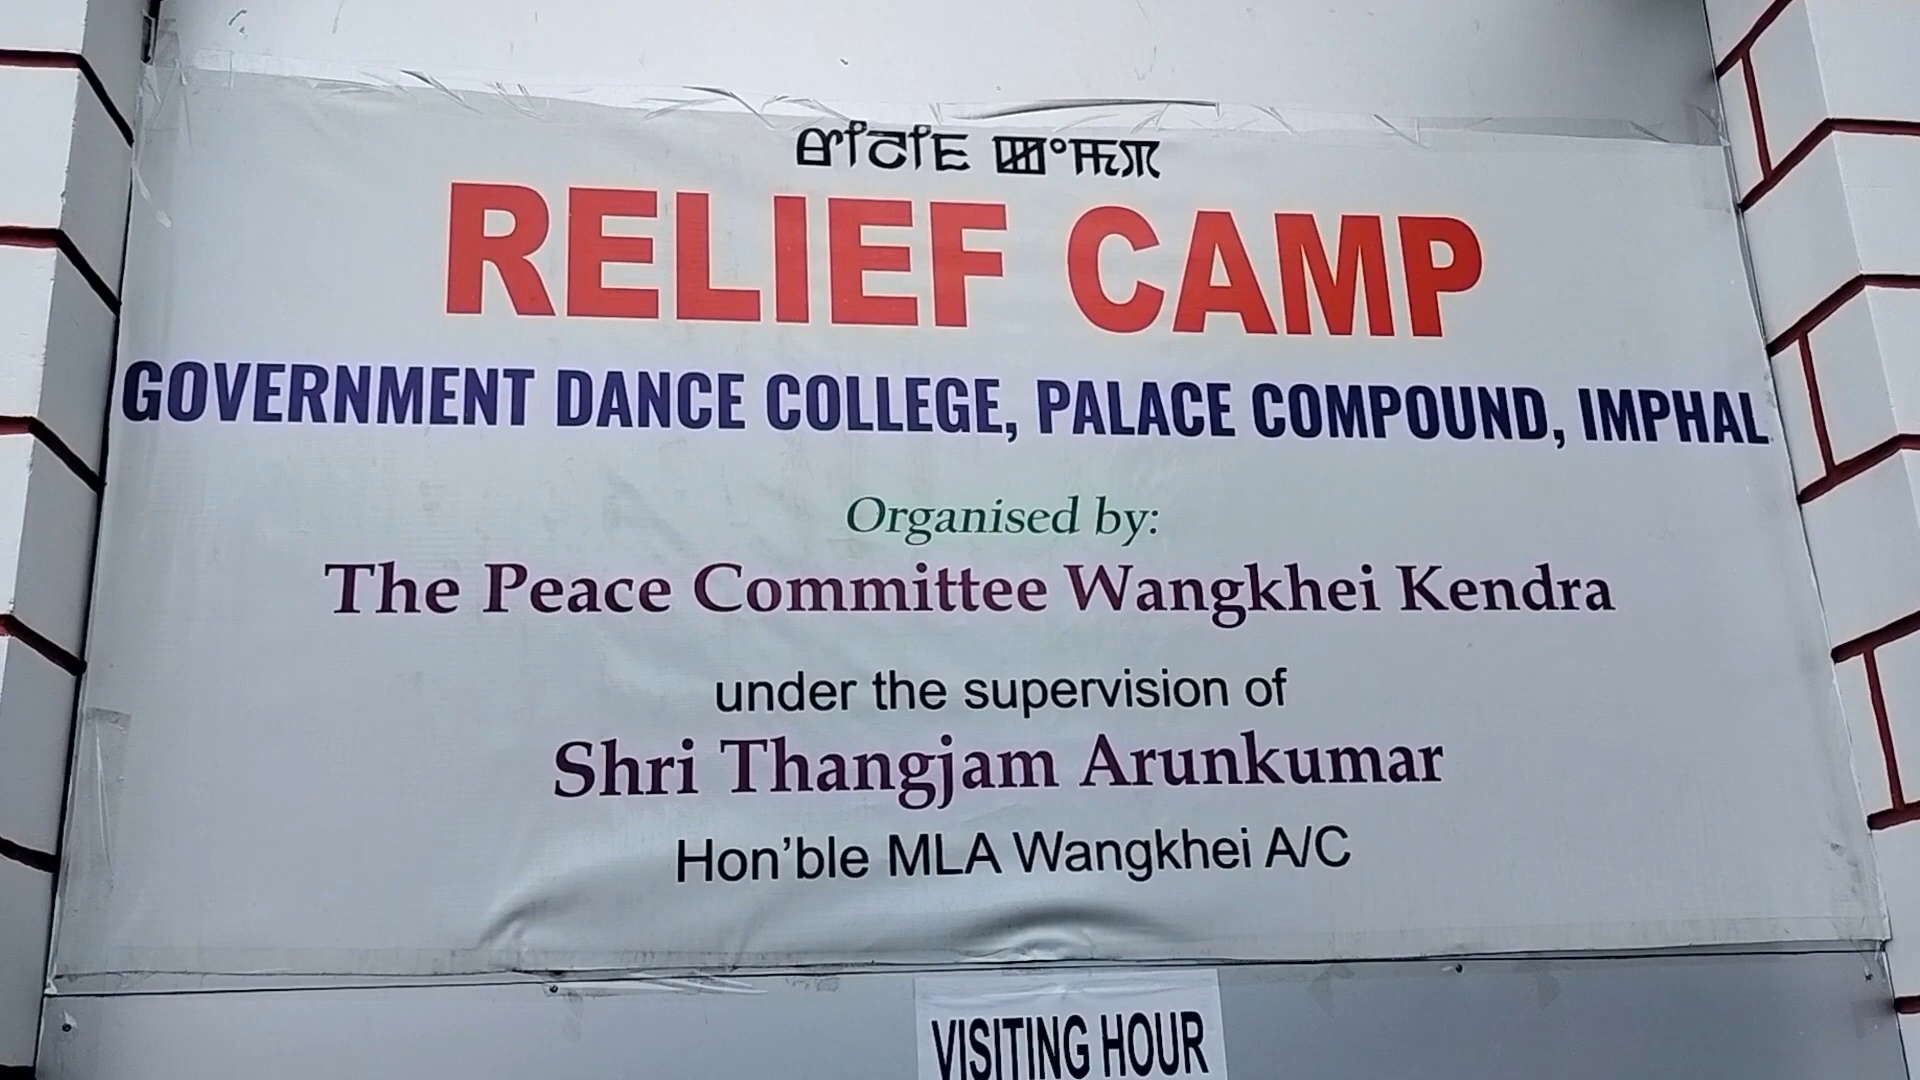 ꯔꯤꯂꯤꯐ ꯀꯦꯝꯞ
RELIEF CAMP
GOVERNMENT DANCE COLLEGE, PALACE COMPOUND, IMPHAL
Organised by:
The Peace Committee Wangkhei Kendra
under the supervision of
Shri Thangjam Arunkumar
Hon'ble MLA Wangkhei A/C
VISITING HOUR